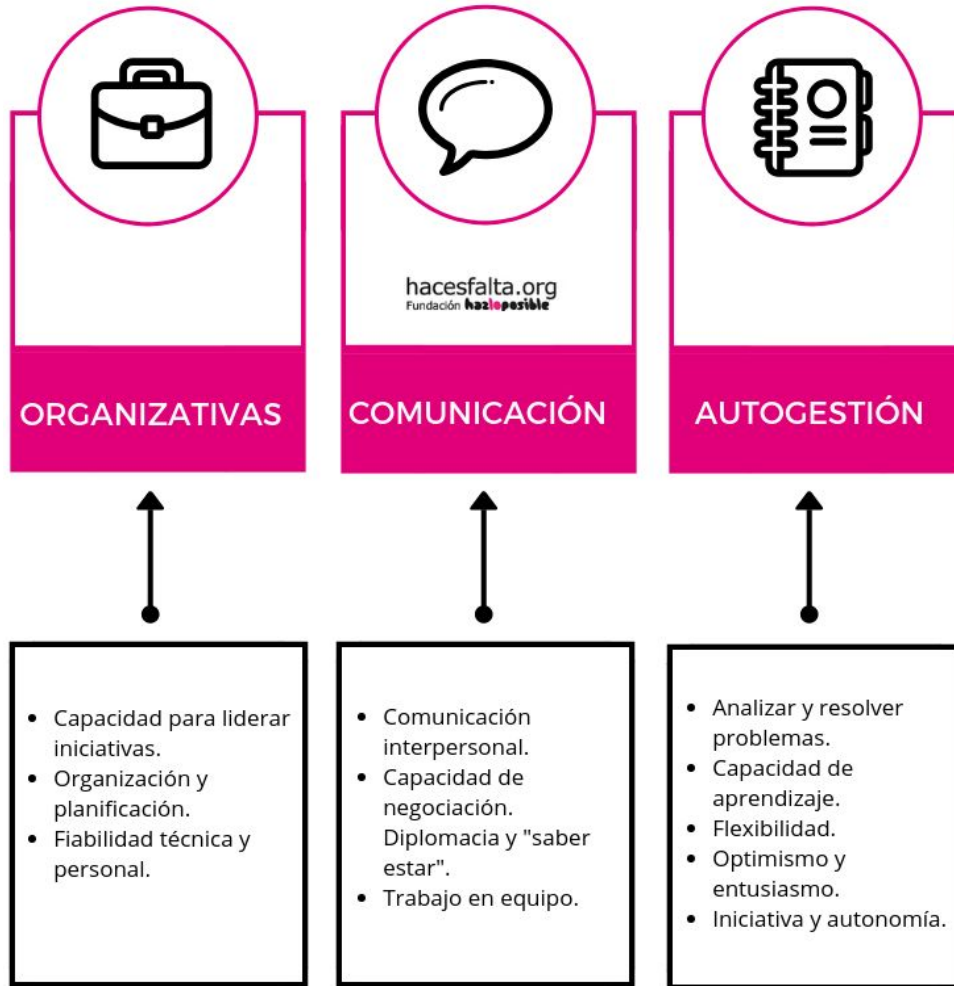 hacesfalta.org
Fundación hazloposible
ORGANIZATIVAS
COMUNICACIÓN
AUTOGESTIÓN
• Capacidad para liderar
iniciativas.
• Organización y
planificación.
• Fiabilidad técnica y
personal.
• Comunicación
interpersonal.
• Capacidad de
negociación.
Diplomacia y "saber
estar".
• Trabajo en equipo.
• Analizar y resolver
problemas.
• Capacidad de
aprendizaje.
• Flexibilidad.
• Optimismo y
entusiasmo.
• Iniciativa y autonomía.